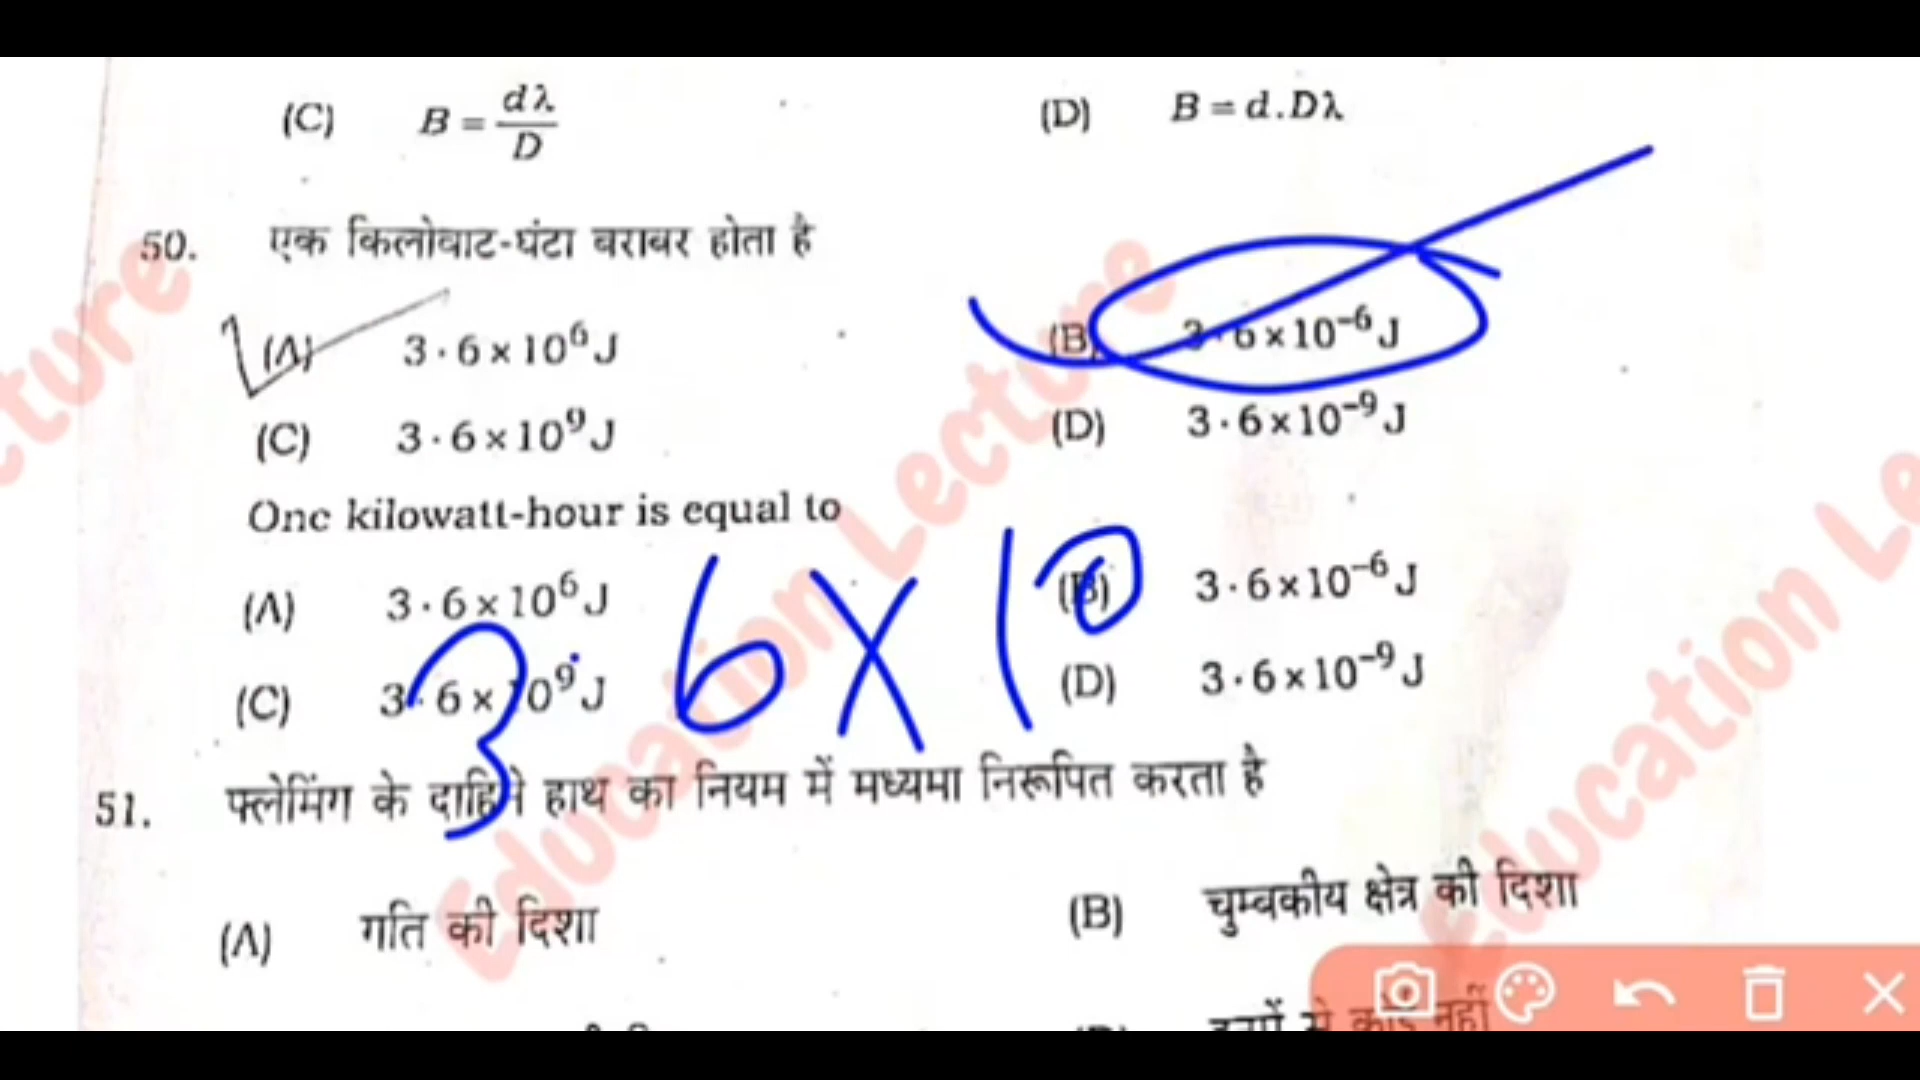 (C) B = dλ/D (D) B = d.Dλ
50. एक किलोवाट-घंटा बराबर होता है
(A) 3·6×10⁶J (B) 3·6×10⁻⁶J
(C) 3·6×10⁹J (D) 3·6×10⁻⁹J
One kilowatt-hour is equal to
(A) 3·6×10⁶J (B) 3·6×10⁻⁶J
(C) 3·6×10⁹J (D) 3·6×10⁻⁹J
3 6×10
51. फ्लेमिंग के दाहिने हाथ का नियम में मध्यमा निरूपित करता है
(A) गति की दिशा (B) चुम्बकीय क्षेत्र की दिशा
Education Lecture